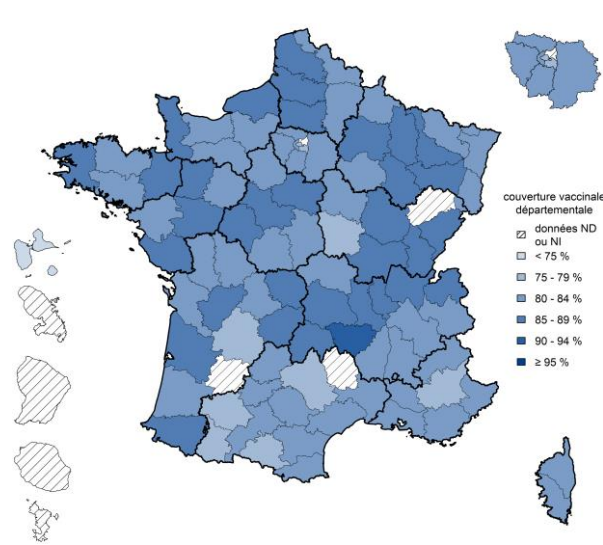 couverture vaccinale
départementale
données ND
ou NI
< 75 %
75 - 79 %
80 - 84 %
85 - 89 %
90 - 94 %
≥ 95 %